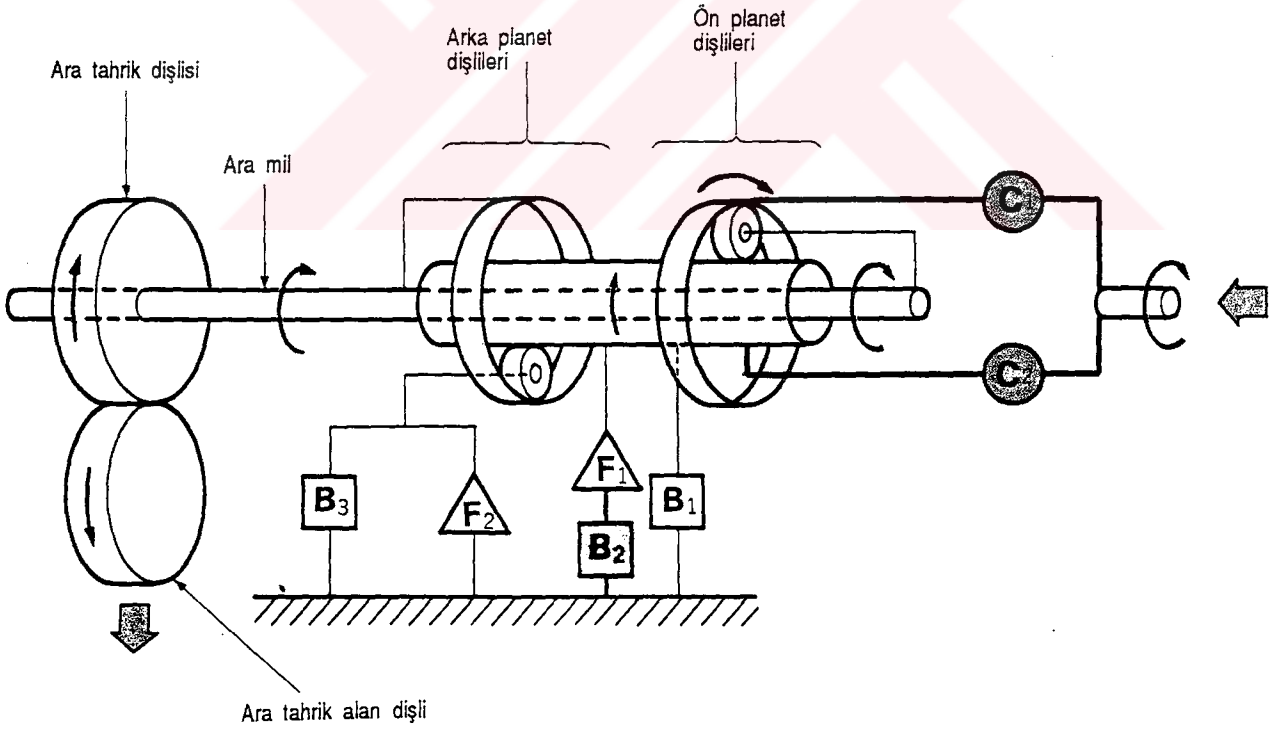 Ön planet
dişlileri
Arka planet
dişlileri
Ara tahrik dişlisi
Ara mil
C1
C2
F1
B3
F2
B1
B2
Ara tahrik alan dişli